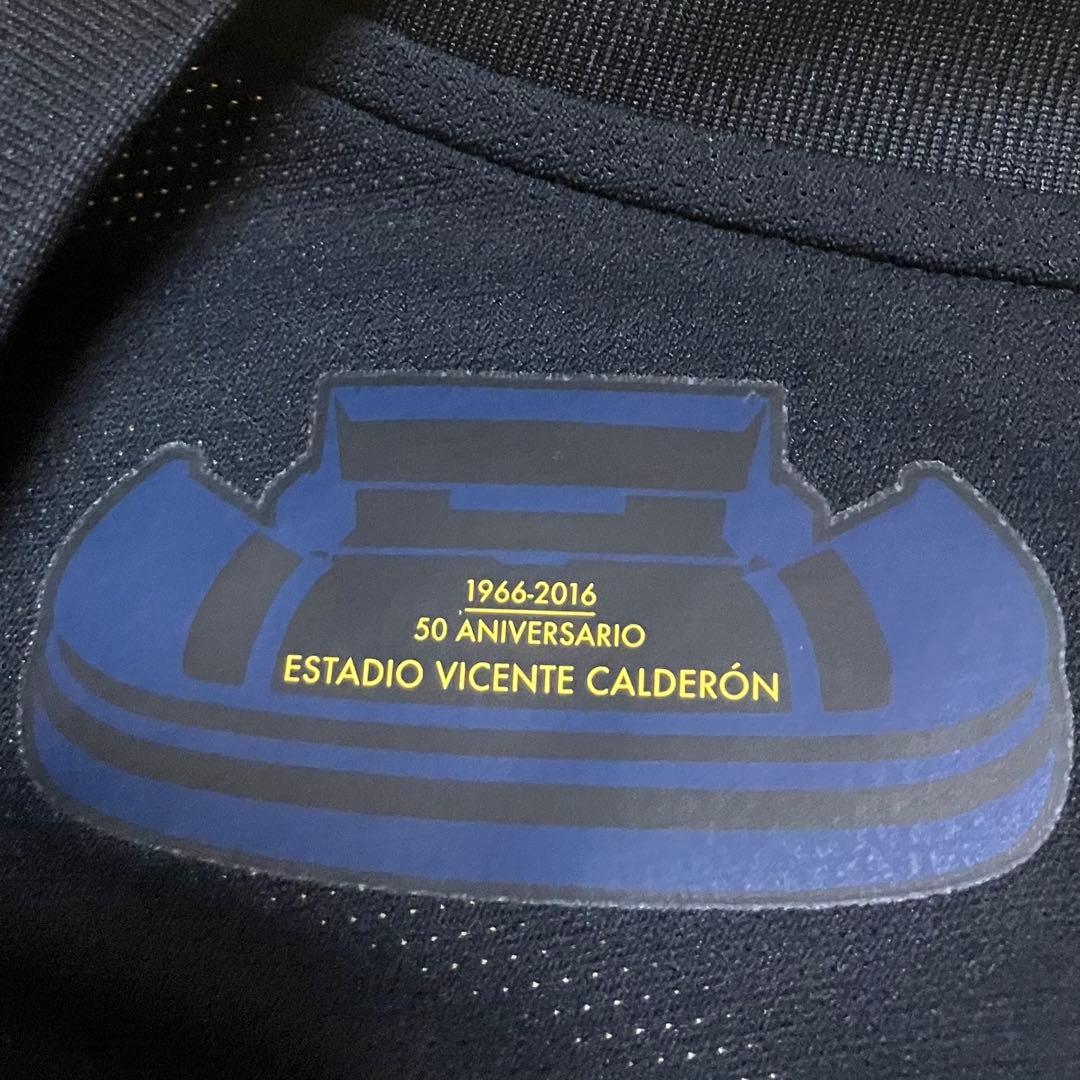 1966-2016
50 ANIVERSARIO
ESTADIO VICENTE CALDERÓN